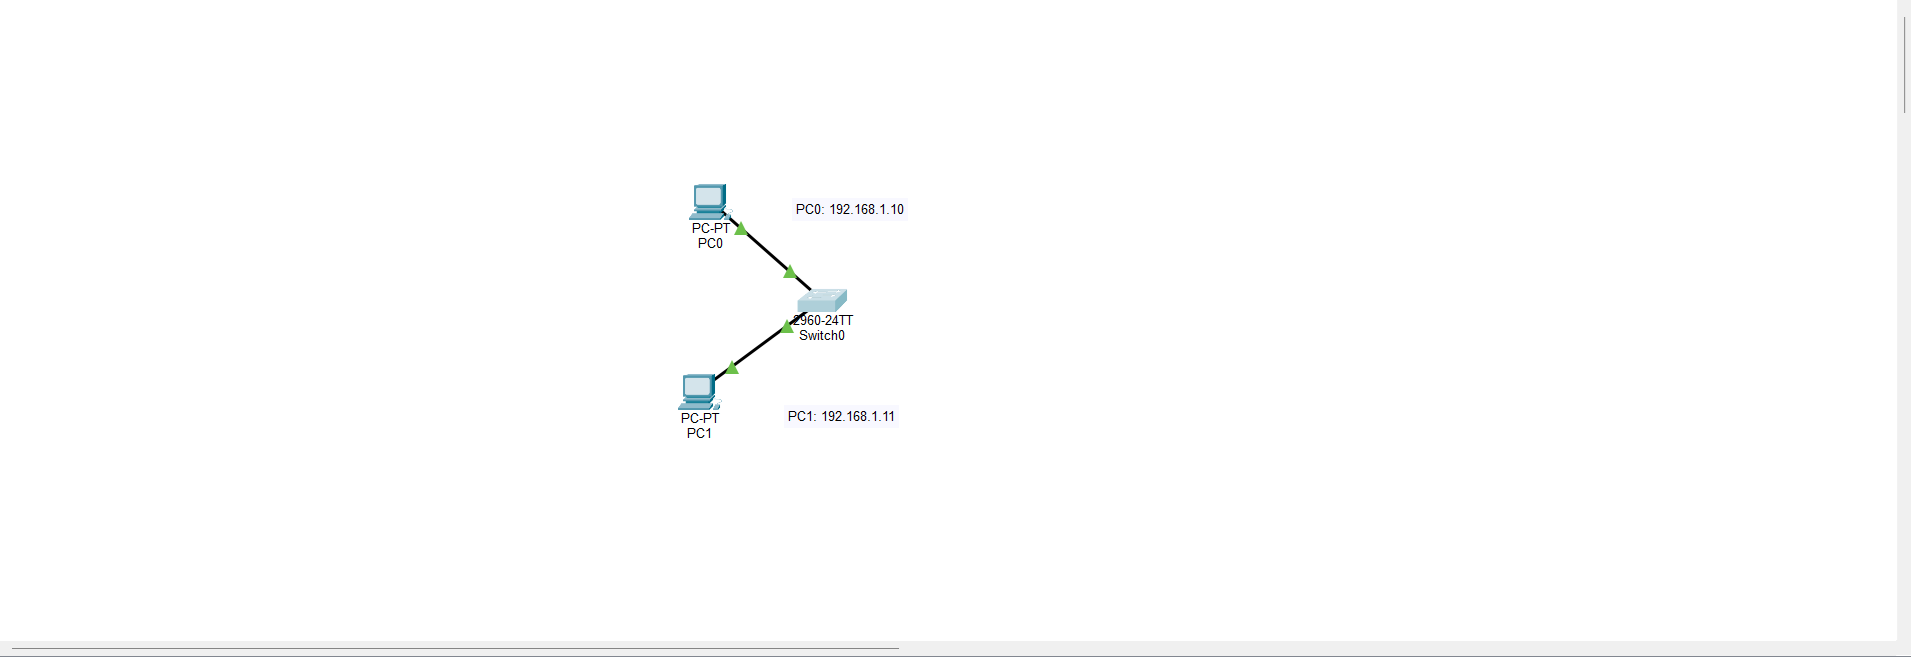 PC0: 192.168.1.10
PC-PT
PC0
2960-24TT
Switch0
PC-PT
PC1
PC1: 192.168.1.11